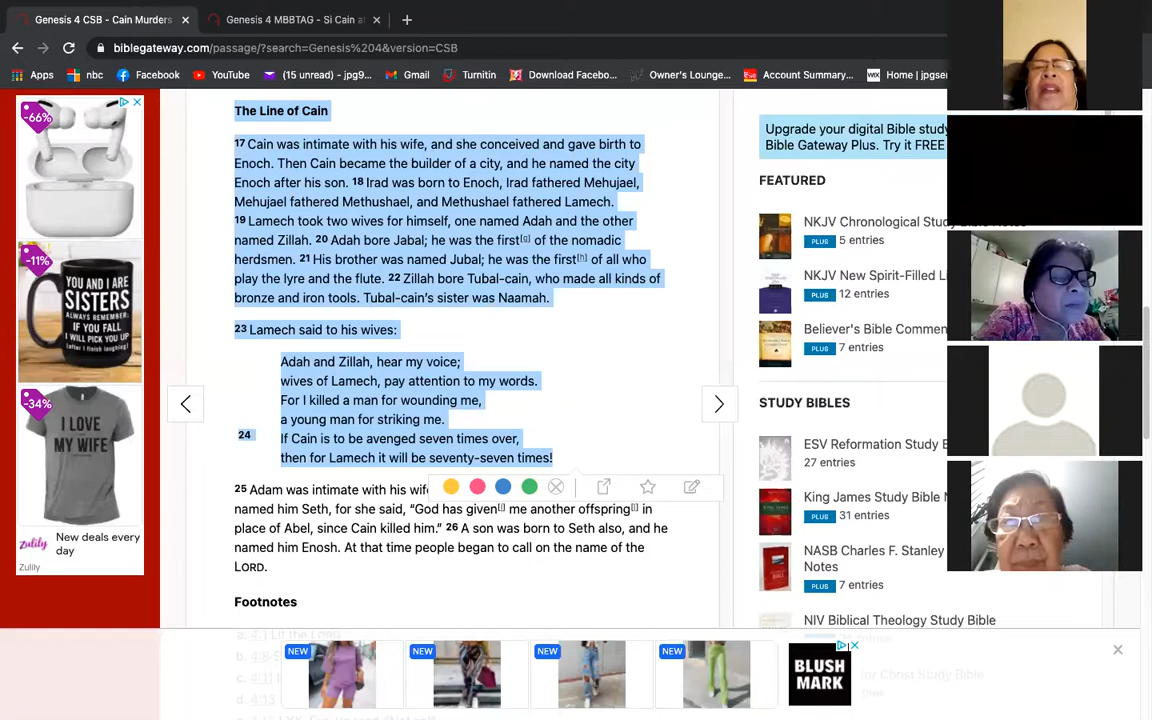 Genesis 4 CSB - Cain Murders
Genesis 4 MBBTAG - Si Cain a
biblegateway.com/passage/?search=Genesis%204&version=CSB
Apps
nbc
Facebook
YouTube
(15 unread) - jpg9...
Gmail
Turnitin
Download Facebo...
Owner's Lounge...
Account Summary...
WIX
Home | jpgser
-66%
-11%
YOU AND I ARE
SISTERS
ALWAYS REMEMBER
IF YOU FALL
I WILL PICK YOU UP
(after I finish laughing)
-34%
I LOVE
MY WIFE
Zulily
New deals every
day
Zulily
The Line of Cain
17 Cain was intimate with his wife, and she conceived and gave birth to
Enoch. Then Cain became the builder of a city, and he named the city
Enoch after his son. 18 Irad was born to Enoch, Irad fathered Mehujael,
Mehujael fathered Methushael, and Methushael fathered Lamech.
19 Lamech took two wives for himself, one named Adah and the other
named Zillah. 20 Adah bore Jabal; he was the first[g] of the nomadic
herdsmen. 21 His brother was named Jubal; he was the first[h] of all who
play the lyre and the flute. 22 Zillah bore Tubal-cain, who made all kinds of
bronze and iron tools. Tubal-cain's sister was Naamah.
23 Lamech said to his wives:
Adah and Zillah, hear my voice;
wives of Lamech, pay attention to my words.
For I killed a man for wounding me,
a young man for striking me.
24 If Cain is to be avenged seven times over,
then for Lamech it will be seventy-seven times!
25 Adam was intimate with his wif
named him Seth, for she said, “God has given[i] me another offspring[j] in
place of Abel, since Cain killed him.” 26 A son was born to Seth also, and he
named him Enosh. At that time people began to call on the name of the
LORD.
Footnotes
a. 4:1
b. 4:8
c. 4:11
d. 4:13
Upgrade your digital Bible study
Bible Gateway Plus. Try it FREE
FEATURED
NKJV Chronological Study
PLUS 5 entries
NKJV New Spirit-Filled Li
PLUS 12 entries
Believer's Bible Commen
PLUS 7 entries
STUDY BIBLES
ESV Reformation Study B
27 entries
King James Study Bible N
PLUS 31 entries
NASB Charles F. Stanley
Notes
PLUS 7 entries
NIV Biblical Theology Study Bible
NEW
NEW
NEW
NEW
BLUSH
MARK